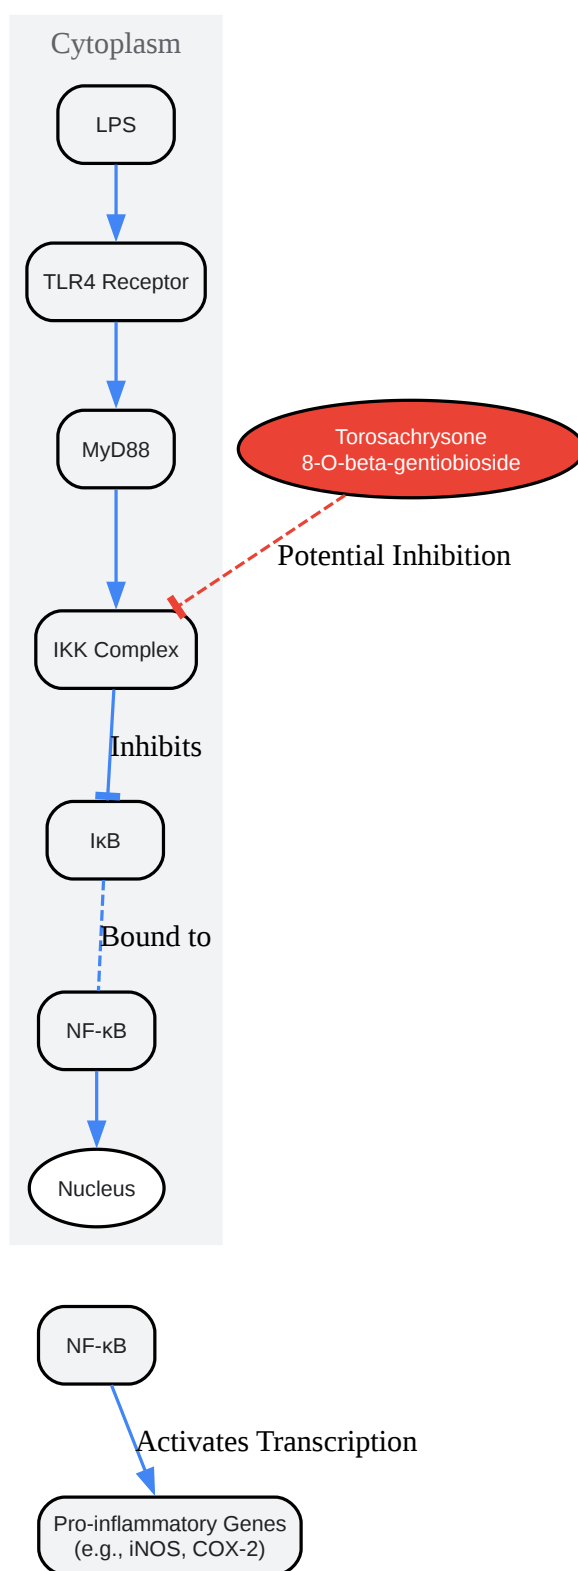 Cytoplasm
LPS
TLR4 Receptor
MyD88
Torosachrysone
8-O-beta-gentiobioside
Potential Inhibition
IKK Complex
Inhibits
IκB
Bound to
NF-κB
Nucleus
NF-κB
Activates Transcription
Pro-inflammatory Genes
(e.g., iNOS, COX-2)